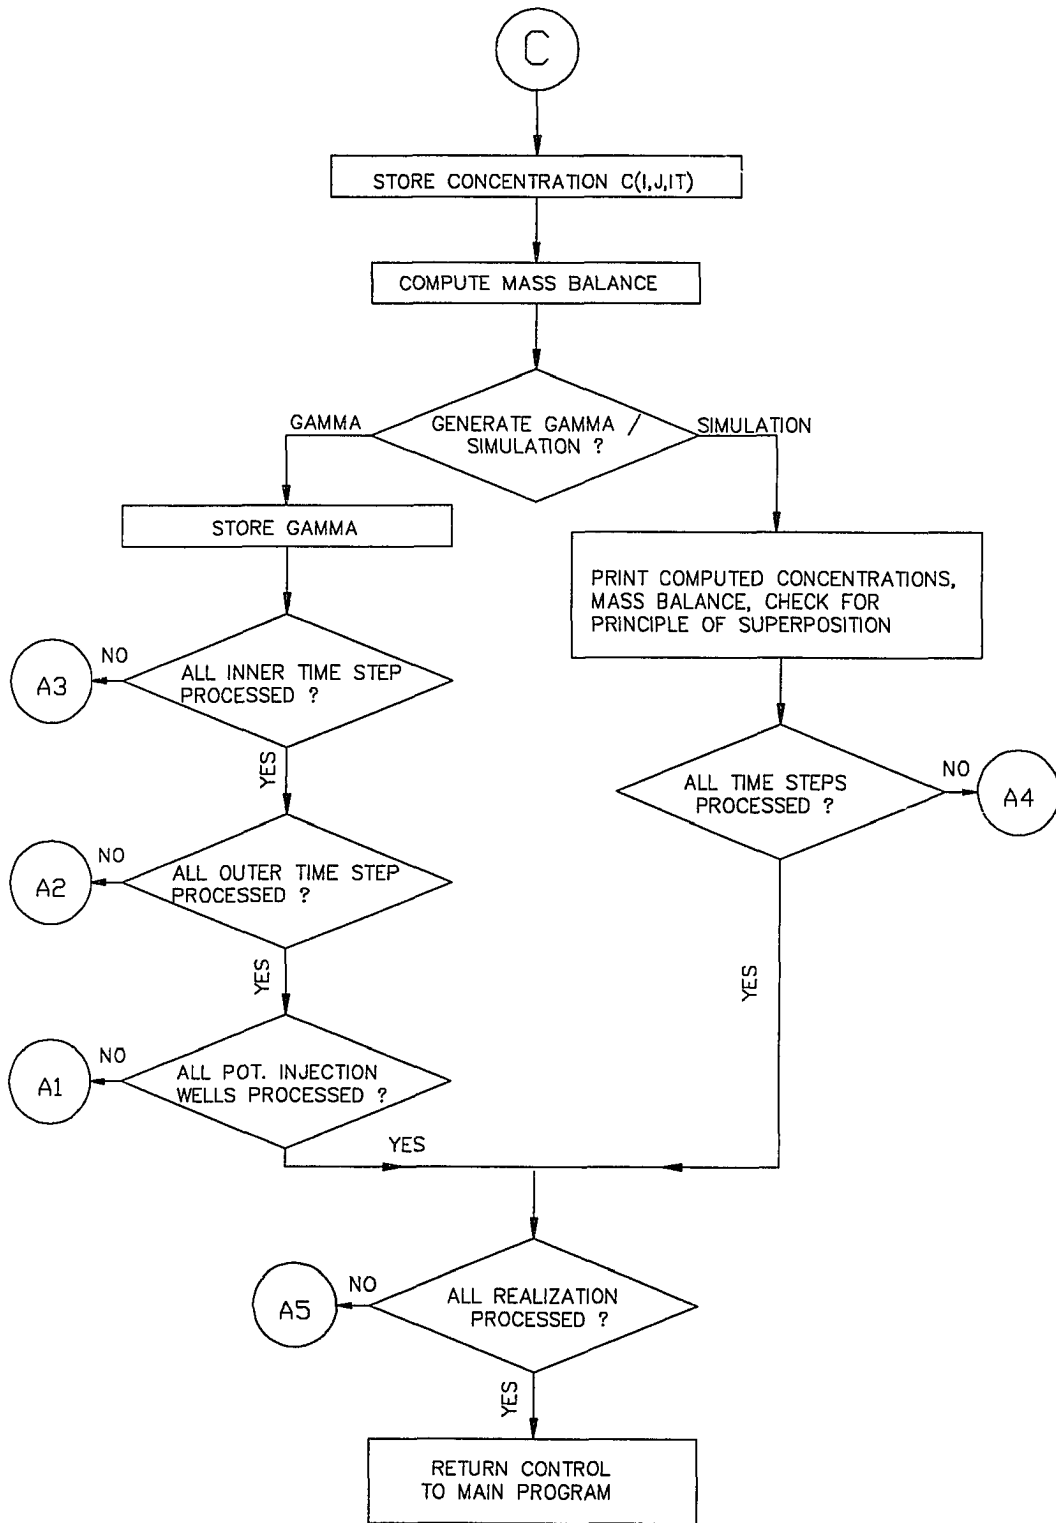 C
STORE CONCENTRATION C(I,J,IT)
COMPUTE MASS BALANCE
GAMMA
GENERATE GAMMA /
SIMULATION ?
SIMULATION
STORE GAMMA
PRINT COMPUTED CONCENTRATIONS,
MASS BALANCE, CHECK FOR
PRINCIPLE OF SUPERPOSITION
NO
A3
ALL INNER TIME STEP
PROCESSED ?
YES
ALL TIME STEPS
PROCESSED ?
NO
A4
NO
A2
ALL OUTER TIME STEP
PROCESSED ?
YES
YES
NO
A1
ALL POT. INJECTION
WELLS PROCESSED ?
YES
NO
A5
ALL REALIZATION
PROCESSED ?
YES
RETURN CONTROL
TO MAIN PROGRAM